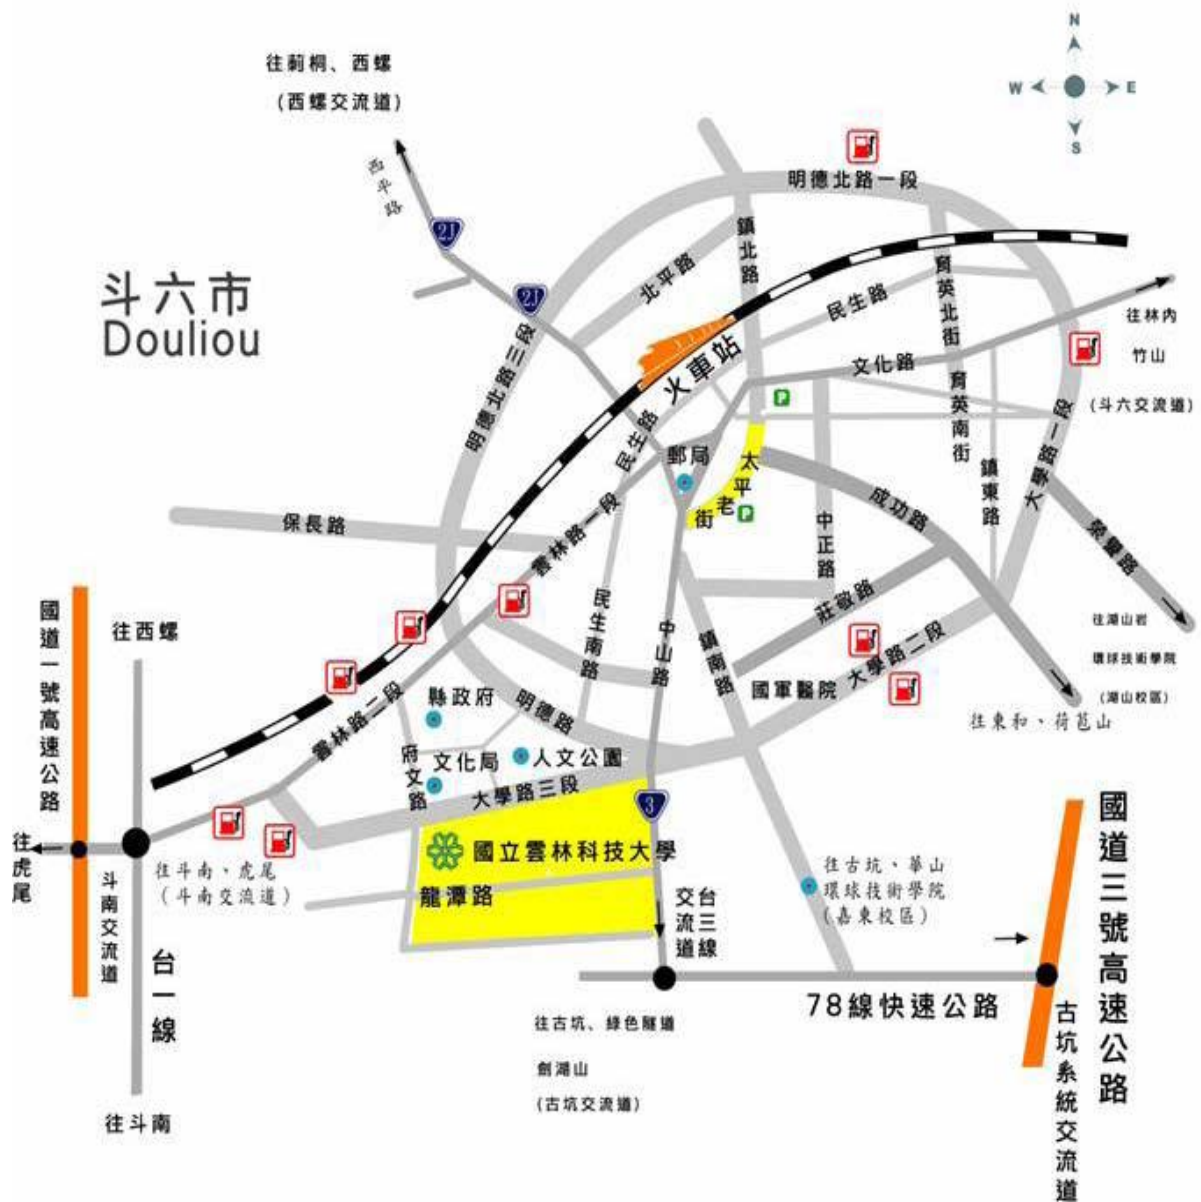 N
W
E
S
往莿桐、西螺
(西螺交流道)
西平路
2J
2J
斗六市
Douliou
明德北路一段
鎮北路
北平路
民生路
育英北街
文化路
火車站
明德北路三段
往林內
竹山
(斗六交流道)
P
育英南街
鎮東路
大學路一段
民生路
郵局
太平老街
P
成功路
中正路
榮譽路
保長路
雲林路一段
莊敬路
民生南路
中山路
鎮南路
國軍醫院
大學路二段
往湖山岩
環球技術學院
(湖山校區)
往東和、荷苞山
國道一號高速公路
往西螺
雲林路二段
縣政府
明德路
府文路
文化局
人文公園
大學路三段
3
國立雲林科技大學
龍潭路
往虎尾
斗南交流道
往斗南、虎尾
(斗南交流道)
台一線
往斗南
台三線
交流道
往古坑、華山
環球技術學院
(嘉東校區)
78線快速公路
國道三號高速公路
古坑系統交流道
往古坑、綠色隧道
劍湖山
(古坑交流道)